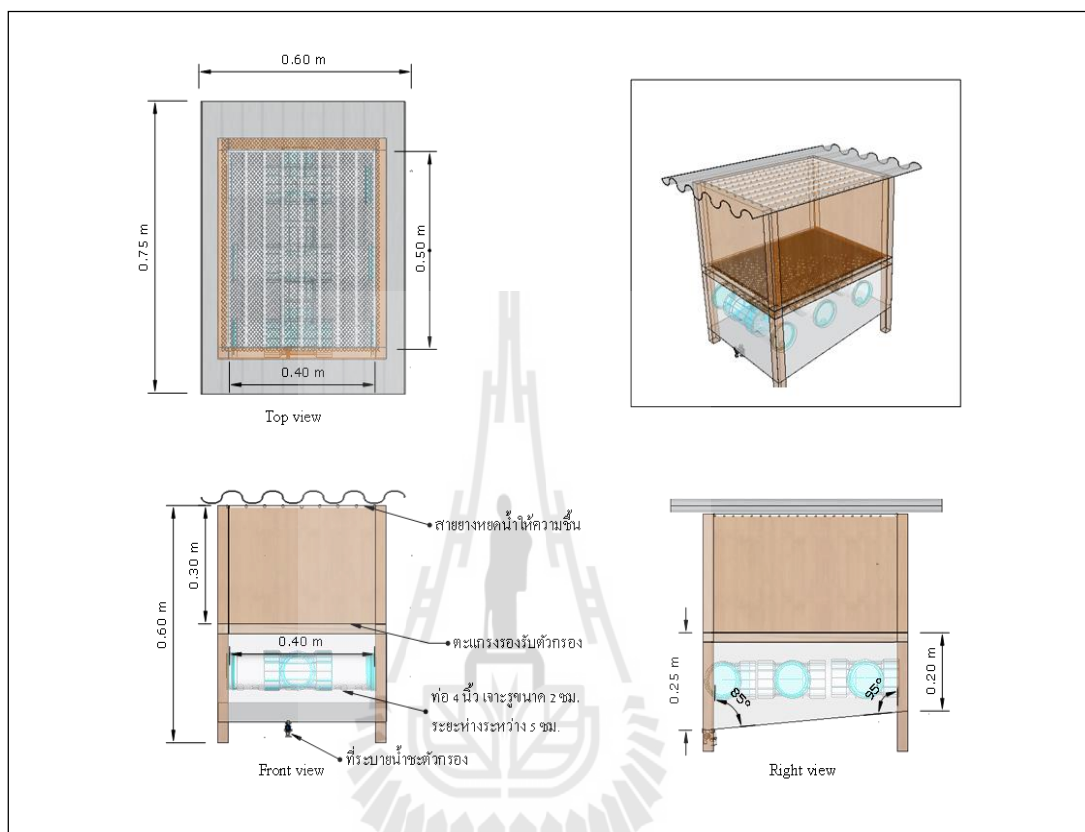 0.60 m
0.75 m
0.50 m
0.40 m
Top view
0.60 m
0.30 m
0.40 m
สายยางหยดน้ำให้ความชื้น
ตะแกรงรองรับตัวกรอง
ท่อ 4 นิ้ว เจาะรูขนาด 2 ซม.
ระยะห่างระหว่าง 5 ซม.
ที่ระบายน้ำชะตัวกรอง
Front view
0.25 m
0.20 m
85°
95°
Right view